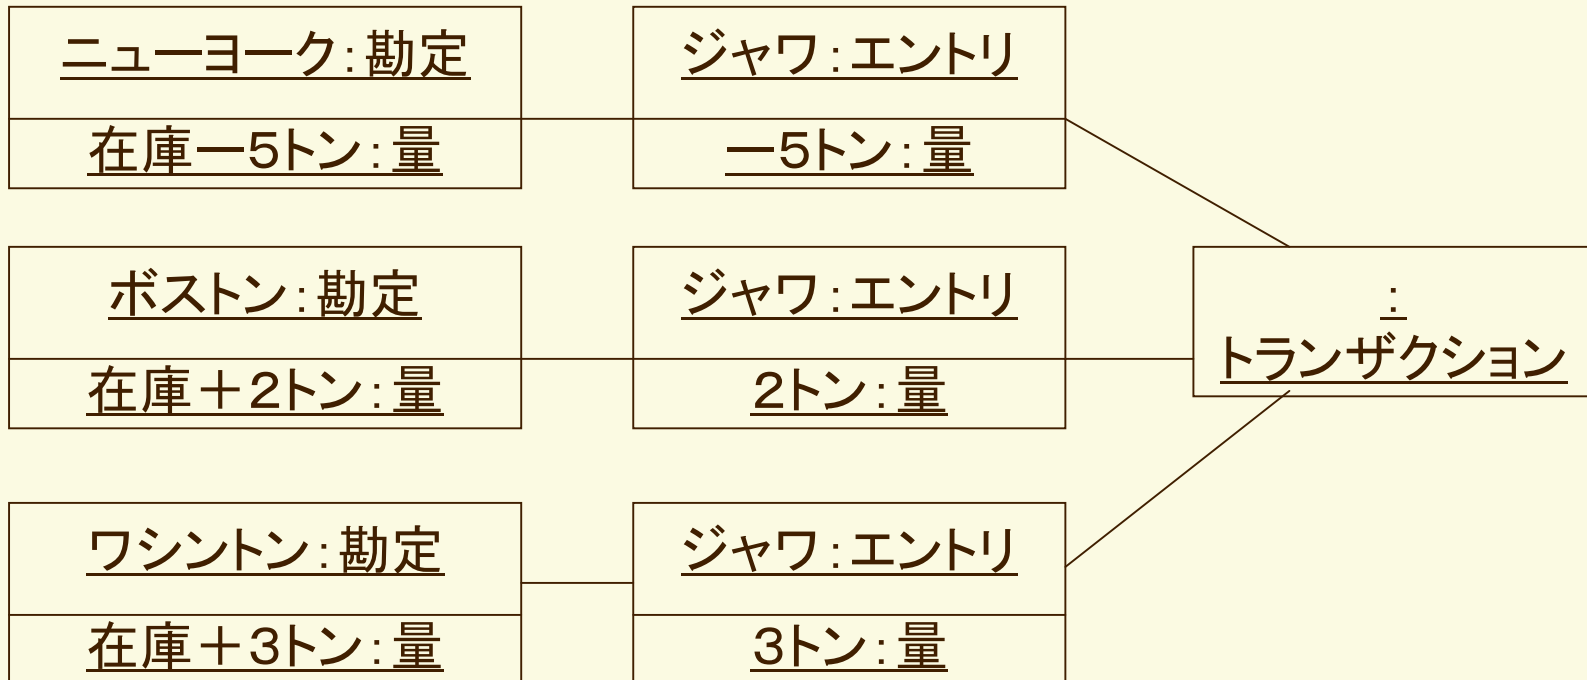 ニューヨーク:勘定
在庫ー5トン:量
ジャワ:エントリ
ー5トン:量
ボストン:勘定
在庫＋2トン:量
ジャワ:エントリ
2トン:量
:
トランザクション
ワシントン:勘定
在庫＋3トン:量
ジャワ:エントリ
3トン:量